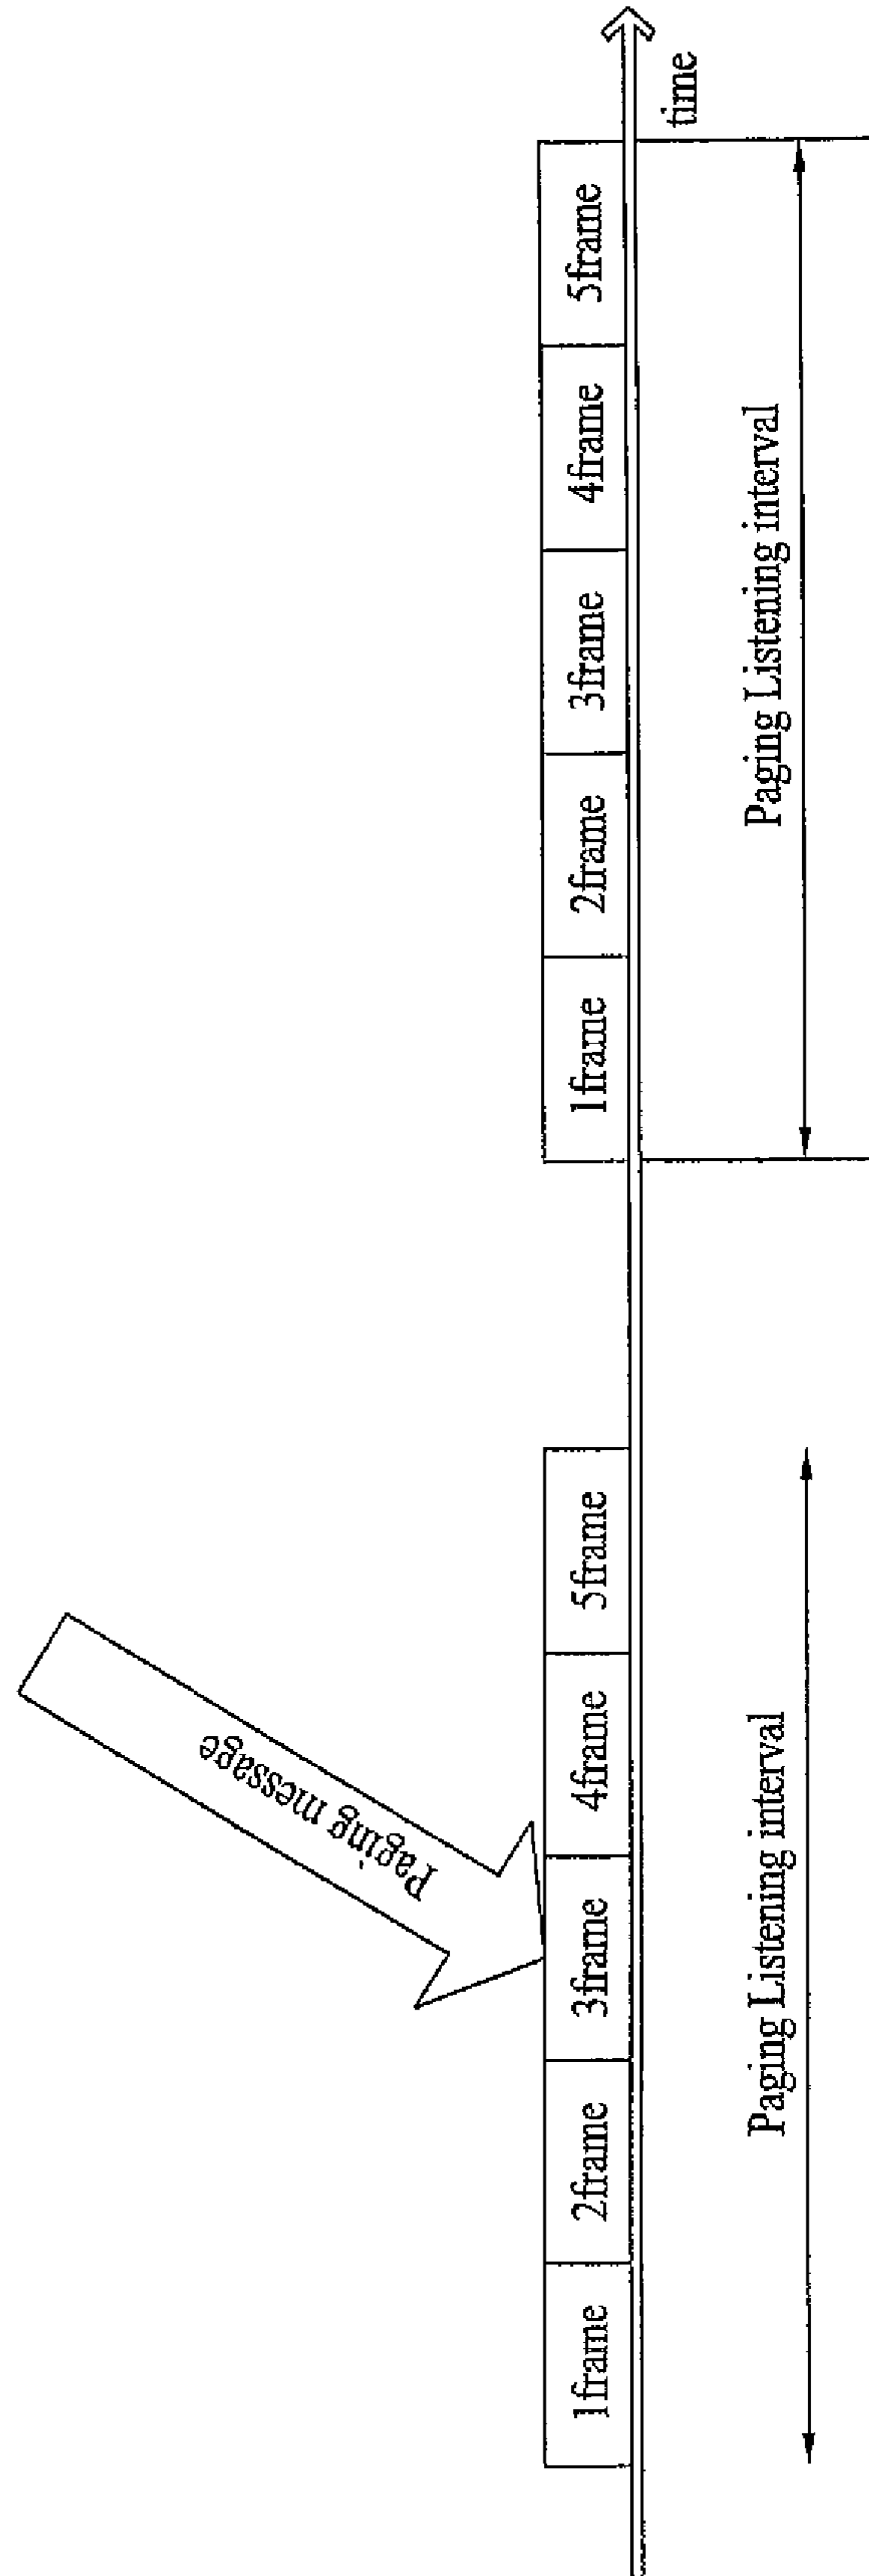 Paging message
1frame
2frame
3frame
4frame
5frame
1frame
2frame
3frame
4frame
5frame
time
Paging Listening interval
Paging Listening interval